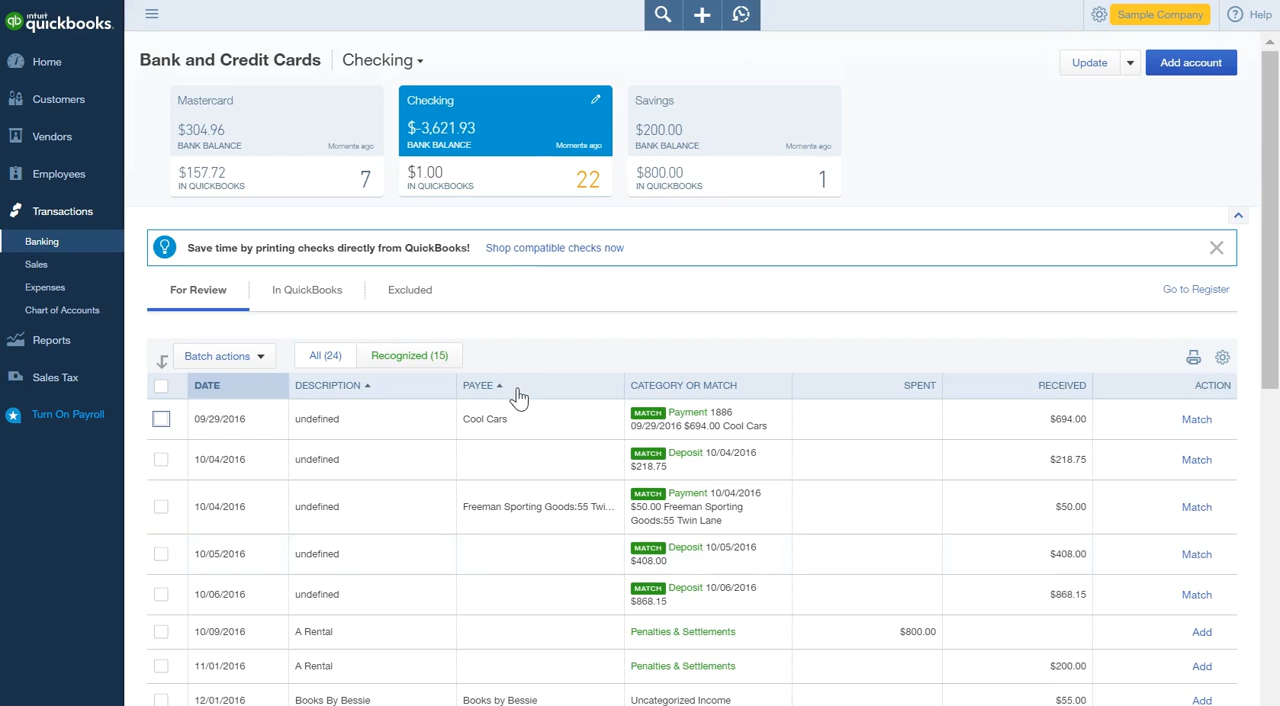 intuit
quickbooks.
Sample Company
Help
Home
Customers
Vendors
Employees
Transactions
Banking
Sales
Expenses
Chart of Accounts
Reports
Sales Tax
Turn On Payroll
Bank and Credit Cards
Checking
Update
Add account
Mastercard
$304.96
BANK BALANCE
Moments ago
$157.72
IN QUICKBOOKS
7
Checking
$-3,621.93
BANK BALANCE
Moments ago
$1.00
IN QUICKBOOKS
22
Savings
$200.00
BANK BALANCE
Moments ago
$800.00
IN QUICKBOOKS
1
Save time by printing checks directly from QuickBooks! Shop compatible checks now
For Review In QuickBooks Excluded
Go to Register
Batch actions All (24) Recognized (15)
DATE DESCRIPTION PAYEE CATEGORY OR MATCH SPENT RECEIVED ACTION
09/29/2016 undefined Cool Cars MATCH Payment 1886 $694.00 Match
09/29/2016 $694.00 Cool Cars
10/04/2016 undefined MATCH Deposit 10/04/2016 $218.75 Match
$218.75
10/04/2016 undefined Freeman Sporting Goods:55 Twi... MATCH Payment 10/04/2016 $50.00 Match
$50.00 Freeman Sporting
Goods:55 Twin Lane
10/05/2016 undefined MATCH Deposit 10/05/2016 $408.00 Match
$408.00
10/06/2016 undefined MATCH Deposit 10/06/2016 $868.15 Match
$868.15
10/09/2016 A Rental Penalties & Settlements $800.00 Add
11/01/2016 A Rental Penalties & Settlements $200.00 Add
12/01/2016 Books By Bessie Books by Bessie Uncategorized Income $55.00 Add